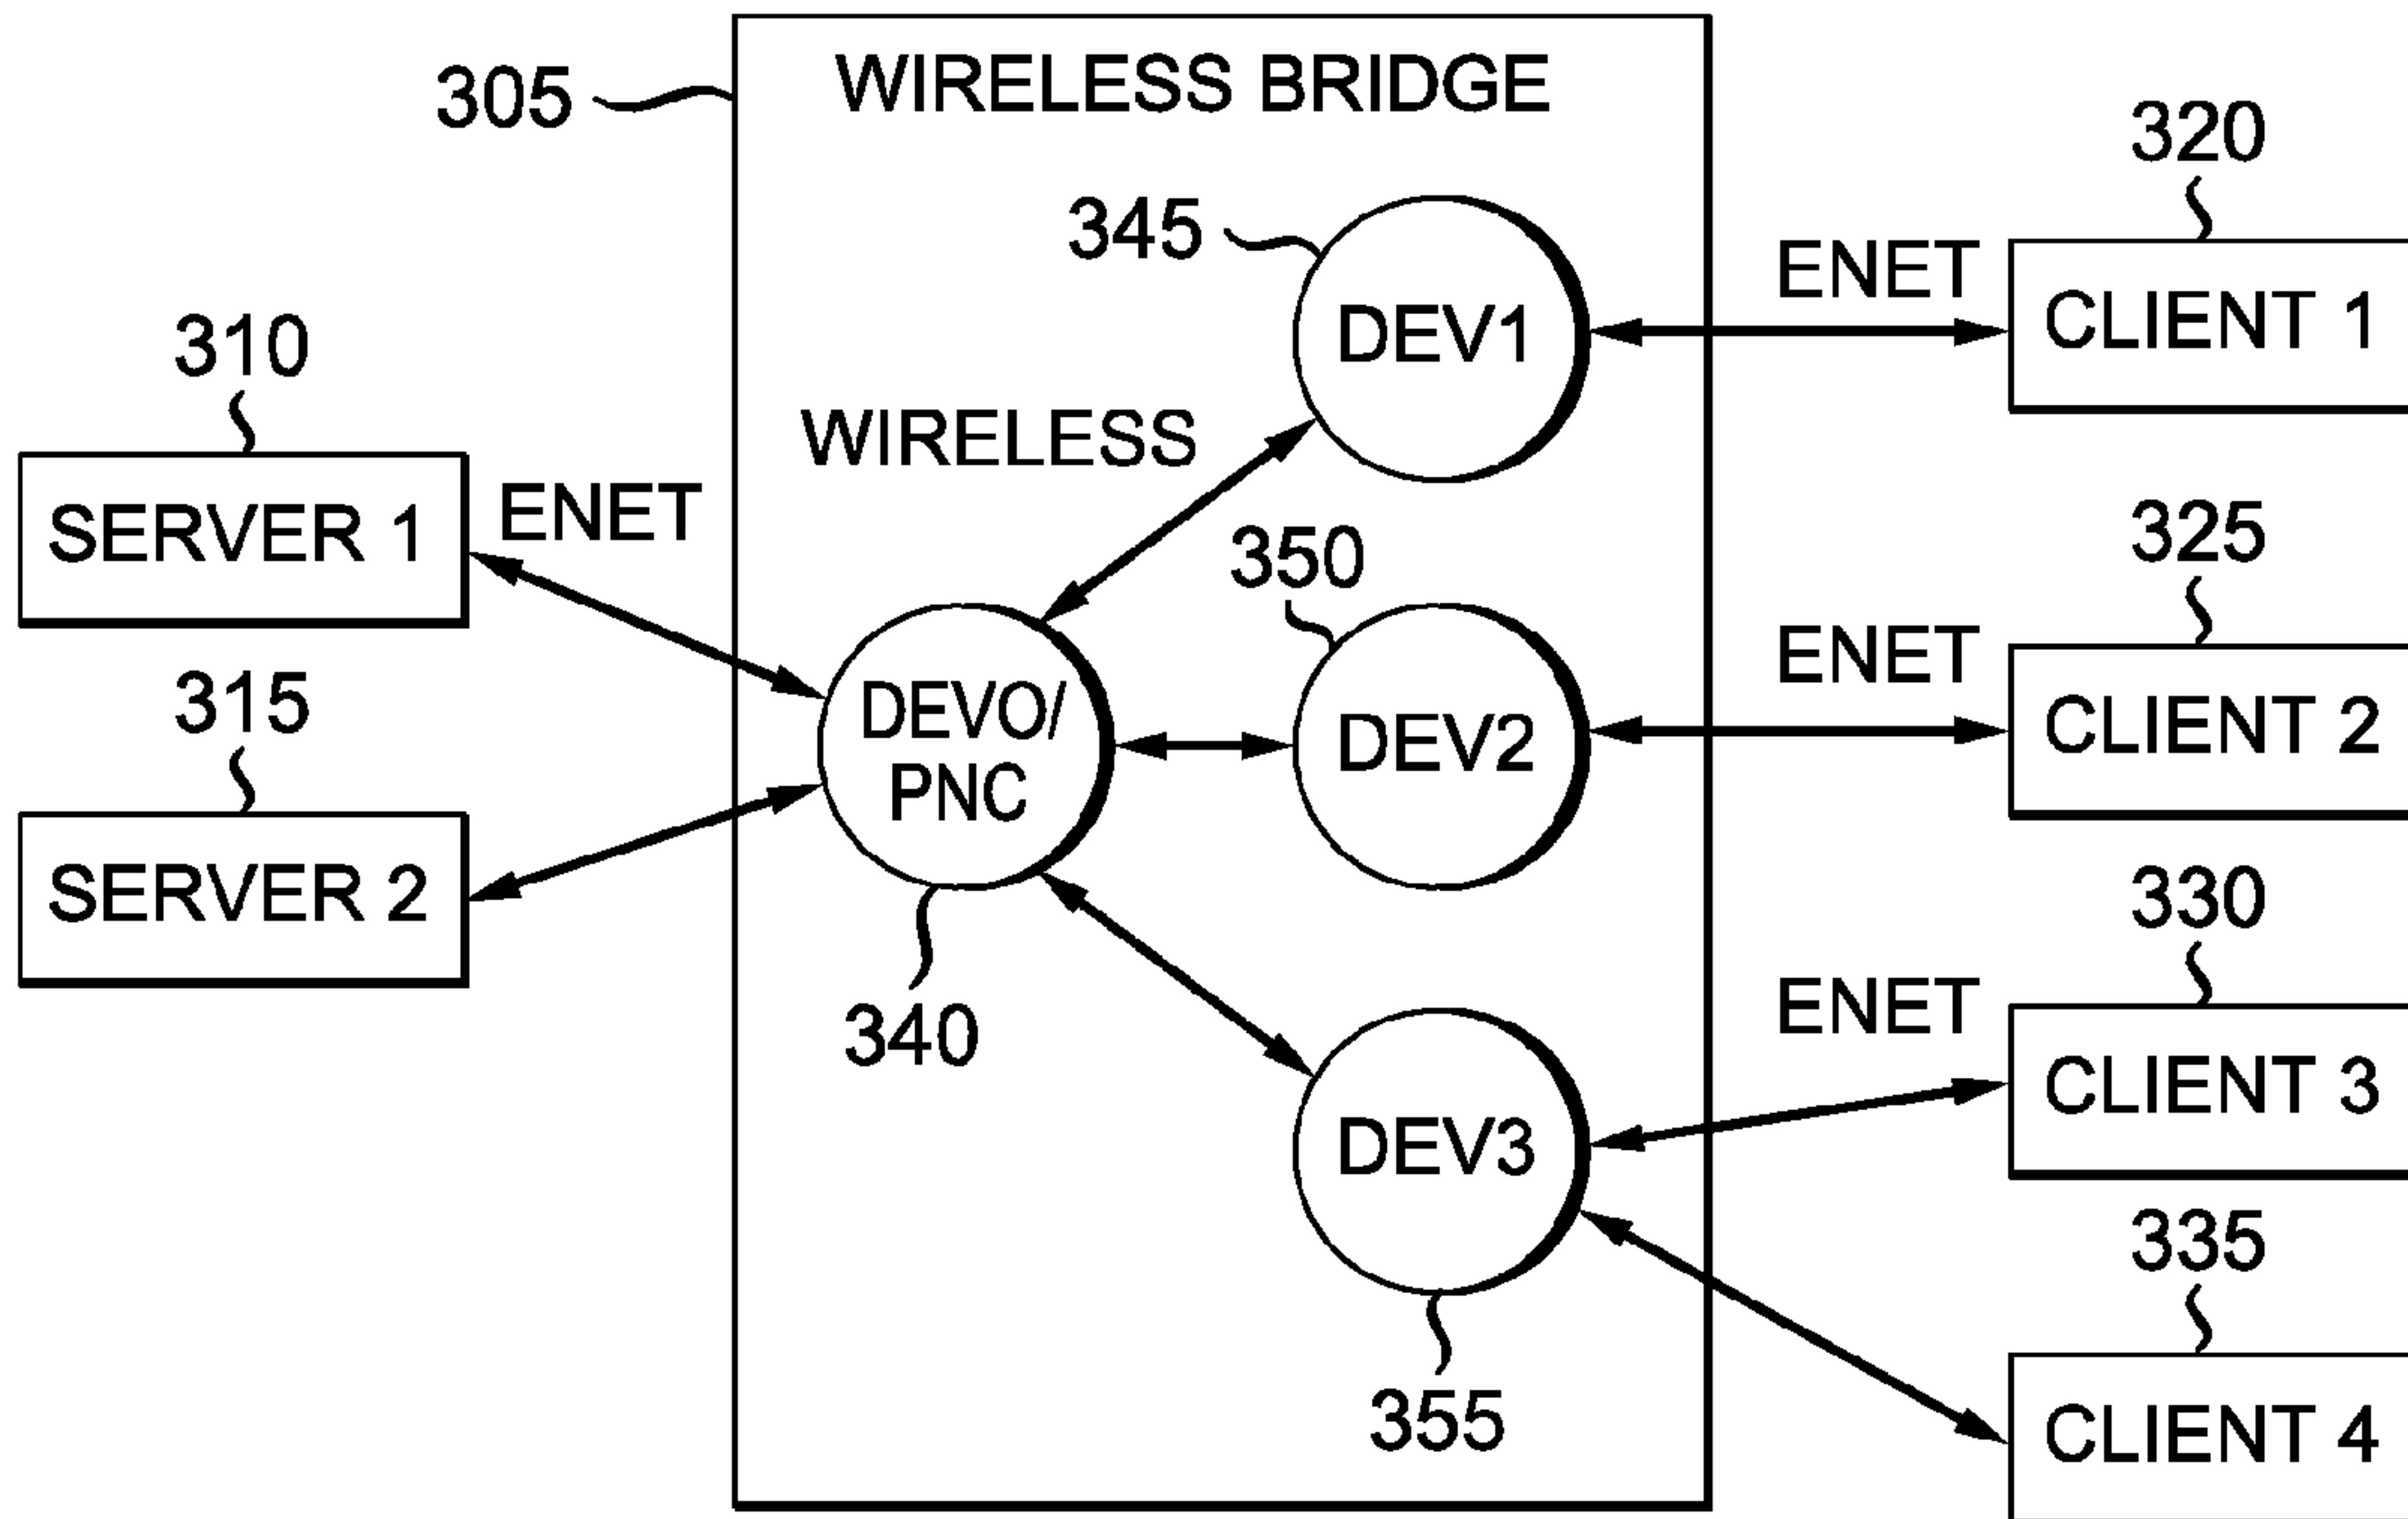 305
WIRELESS BRIDGE
320
345
ENET
DEV1
CLIENT 1
310
WIRELESS
SERVER 1
ENET
350
325
ENET
315
DEVO/
PNC
DEV2
CLIENT 2
SERVER 2
330
340
ENET
DEV3
CLIENT 3
335
355
CLIENT 4